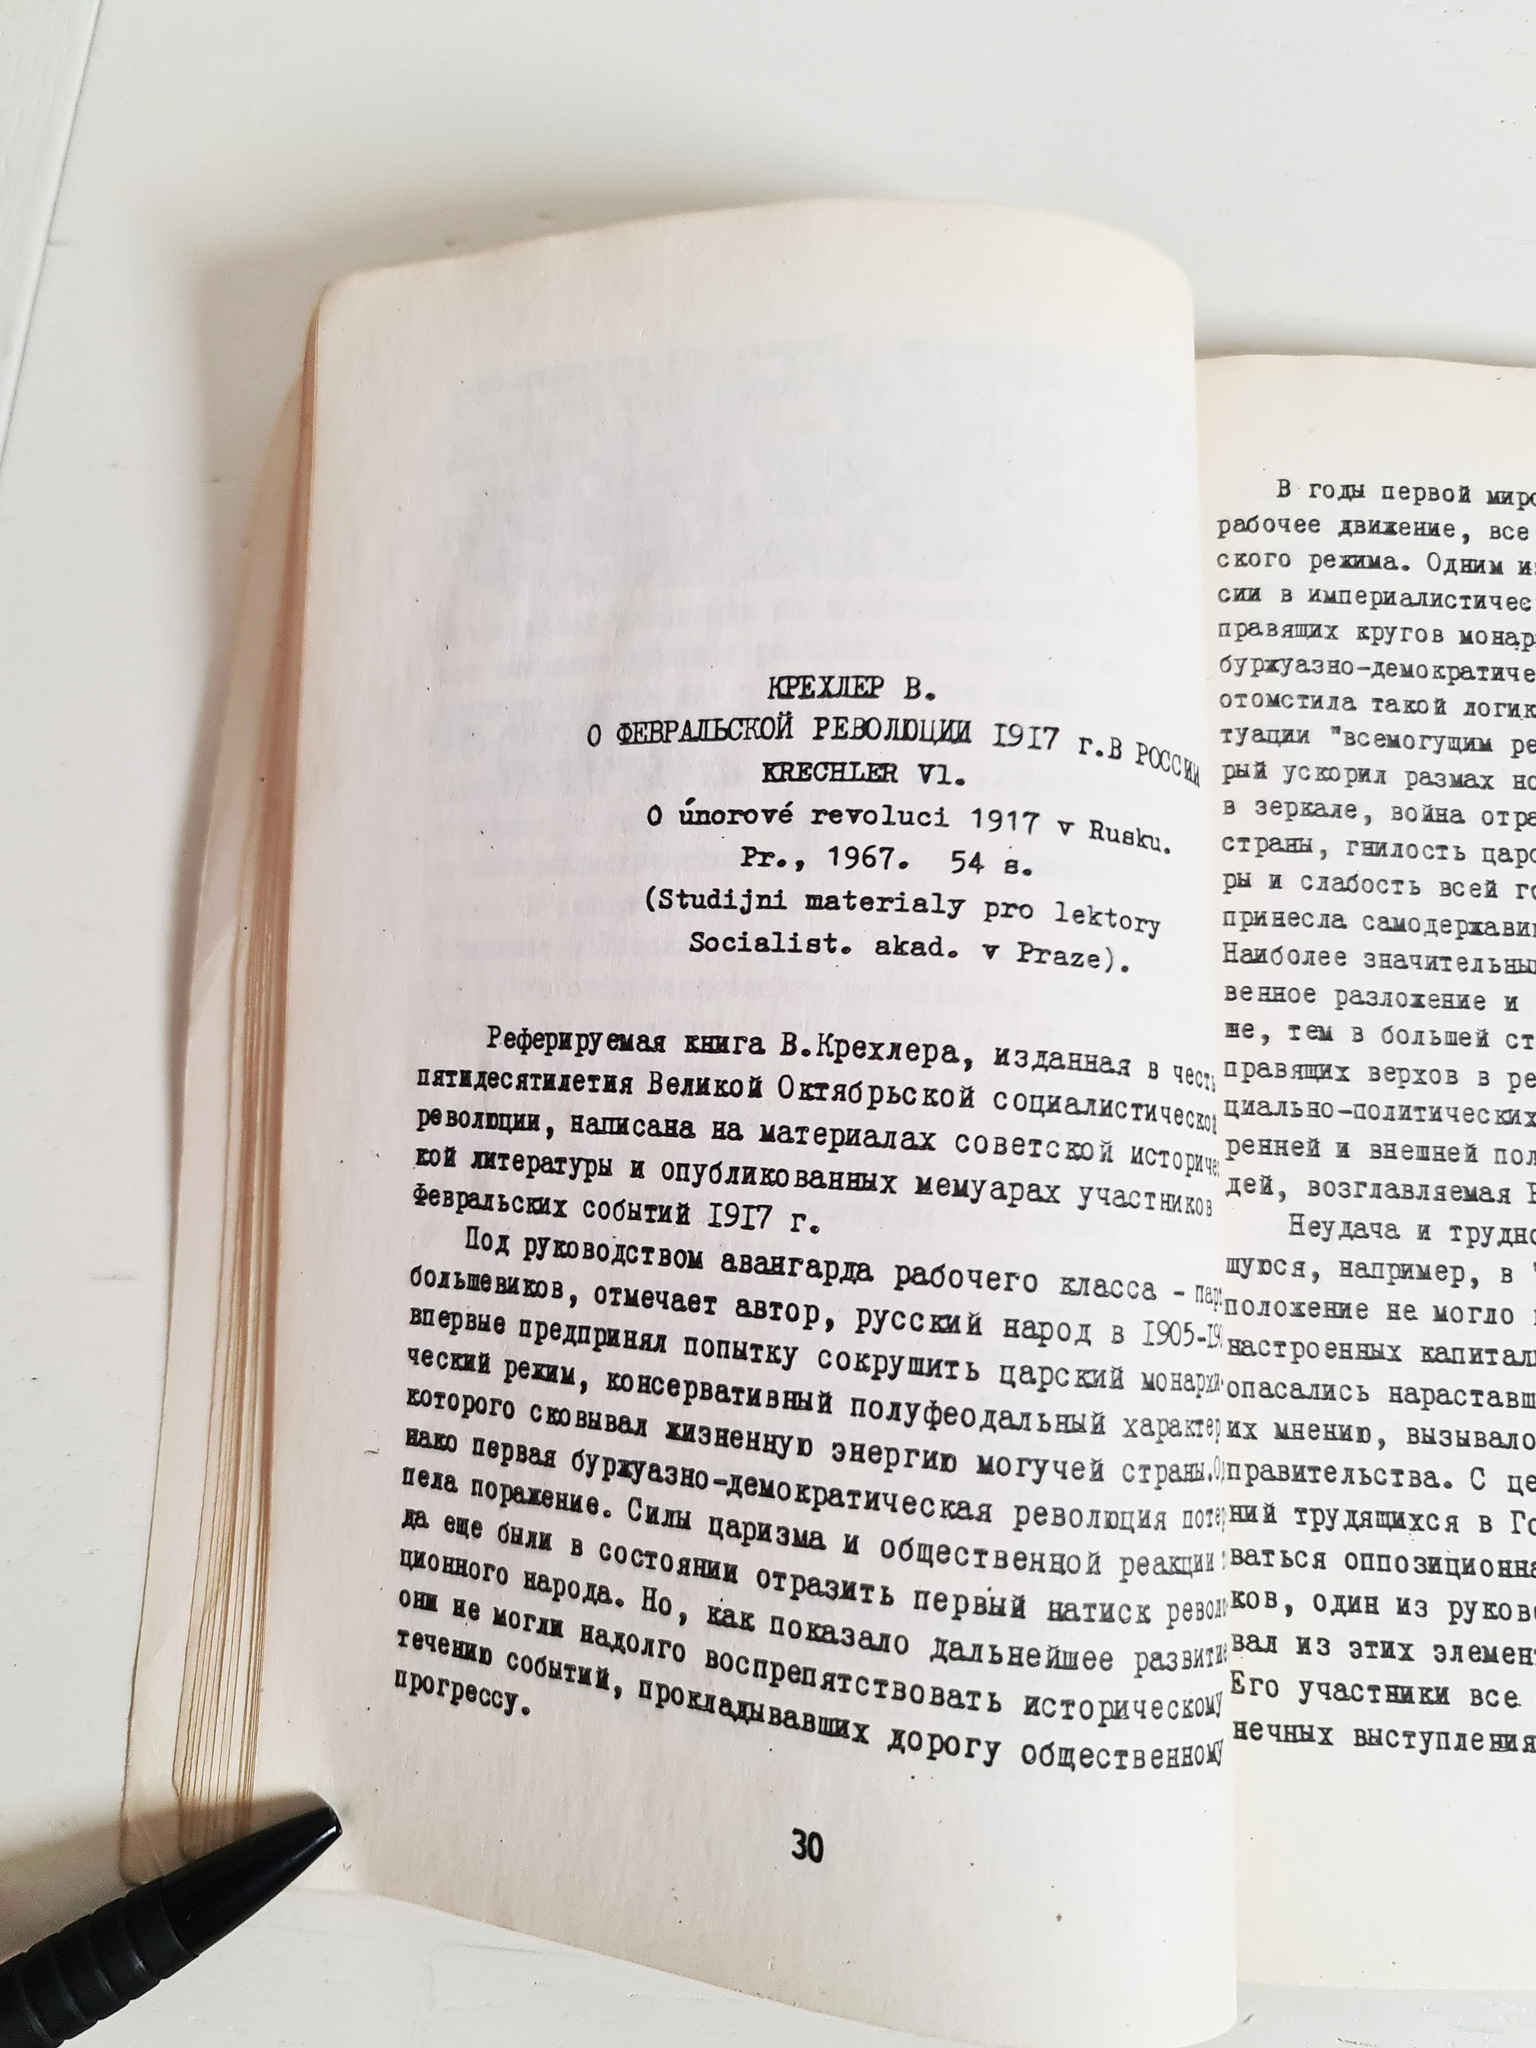 КРЕХЛЕР В.
О ФЕВРАЛЬСКОЙ РЕВОЛЮЦИИ 1917 г.В РОССИИ
KRECHLER Vl.
O únorové revoluci 1917 v Rusku.
Pr., 1967. 54 s.
(Studijni materialy pro lektory
Socialist. akad. v Praze).
Реферируемая книга В.Крехлера, изданная в честь
пятидесятилетия Великой Октябрьской социалистической
революции, написана на материалах советской историчес
кой литературы и опубликованных мемуарах участников
Февральских событий 1917 г.
Под руководством авангарда рабочего класса -
большевиков, отмечает автор, русский народ в 1905-
впервые предпринял попытку сокрушить царский монархи
ческий режим, консервативный полуфеодальный характер
которого сковывал жизненную энергию могучей страны.Од
нако первая буржуазно-демократическая революция потер
пела поражение. Силы царизма и общественной реакции
да еще были в состоянии отразить первый натиск револю
ционного народа. Но, как показало дальнейшее развитие
они не могли надолго воспрепятствовать историческому
течению событий, прокладывавших дорогу общественному
прогрессу.
30
В годы первой миро
рабочее движение, все
ского режима. Одним из
сии в империалистичес
правящих кругов монар
буржуазно-демократиче
отомстила такой логик
туации "всемогущим ре
рый ускорил размах но
в зеркале, война отра
страны, гнилость царс
ры и слабость всей го
принесла самодержави
Наиболее значительны
венное разложение и
не, тем в большей ст
правящих верхов в ре
циально-политических
ренней и внешней пол
дей, возглавляемая
Неудача и трудно
щуюся, например, в
положение не могло
настроенных капитали
опасались нараставш
их мнению, вызывало
правительства. С це
ний трудящихся в Го
ваться оппозиционна
ков, один из руково
вал из этих элемент
Его участники все
нечных выступления